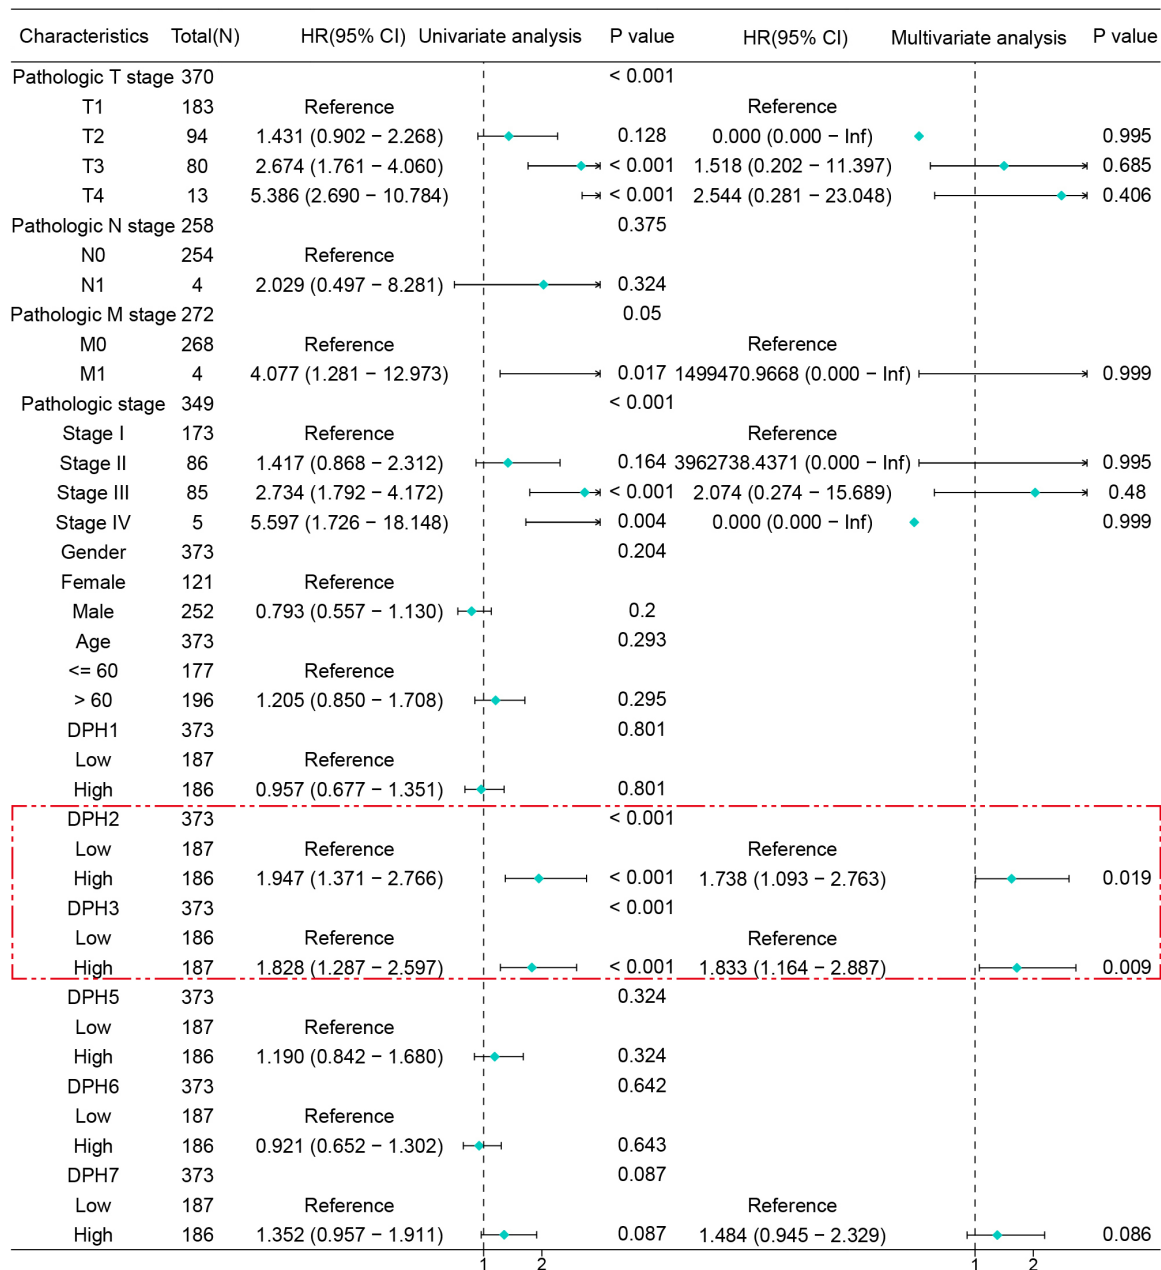 Characteristics Total(N) HR(95% CI) Univariate analysis P value HR(95% CI) Multivariate analysis P value
Pathologic T stage 370 < 0.001
T1 183 Reference Reference
T2 94 1.431 (0.902 − 2.268) 0.128 0.000 (0.000 − Inf) 0.995
T3 80 2.674 (1.761 − 4.060) < 0.001 1.518 (0.202 − 11.397) 0.685
T4 13 5.386 (2.690 − 10.784) < 0.001 2.544 (0.281 − 23.048) 0.406
Pathologic N stage 258 0.375
N0 254 Reference
N1 4 2.029 (0.497 − 8.281) 0.324
Pathologic M stage 272 0.05
M0 268 Reference Reference
M1 4 4.077 (1.281 − 12.973) 0.017 1499470.9668 (0.000 − Inf) 0.999
Pathologic stage 349 < 0.001
Stage I 173 Reference Reference
Stage II 86 1.417 (0.868 − 2.312) 0.164 3962738.4371 (0.000 − Inf) 0.995
Stage III 85 2.734 (1.792 − 4.172) < 0.001 2.074 (0.274 − 15.689) 0.48
Stage IV 5 5.597 (1.726 − 18.148) 0.004 0.000 (0.000 − Inf) 0.999
Gender 373 0.204
Female 121 Reference
Male 252 0.793 (0.557 − 1.130) 0.2
Age 373 0.293
<= 60 177 Reference
> 60 196 1.205 (0.850 − 1.708) 0.295
DPH1 373 0.801
Low 187 Reference
High 186 0.957 (0.677 − 1.351) 0.801
DPH2 373 < 0.001
Low 187 Reference Reference
High 186 1.947 (1.371 − 2.766) < 0.001 1.738 (1.093 − 2.763) 0.019
DPH3 373 < 0.001
Low 186 Reference Reference
High 187 1.828 (1.287 − 2.597) < 0.001 1.833 (1.164 − 2.887) 0.009
DPH5 373 0.324
Low 187 Reference
High 186 1.190 (0.842 − 1.680) 0.324
DPH6 373 0.642
Low 187 Reference
High 186 0.921 (0.652 − 1.302) 0.643
DPH7 373 0.087
Low 187 Reference Reference
High 186 1.352 (0.957 − 1.911) 0.087 1.484 (0.945 − 2.329) 0.086
1 2 1 2